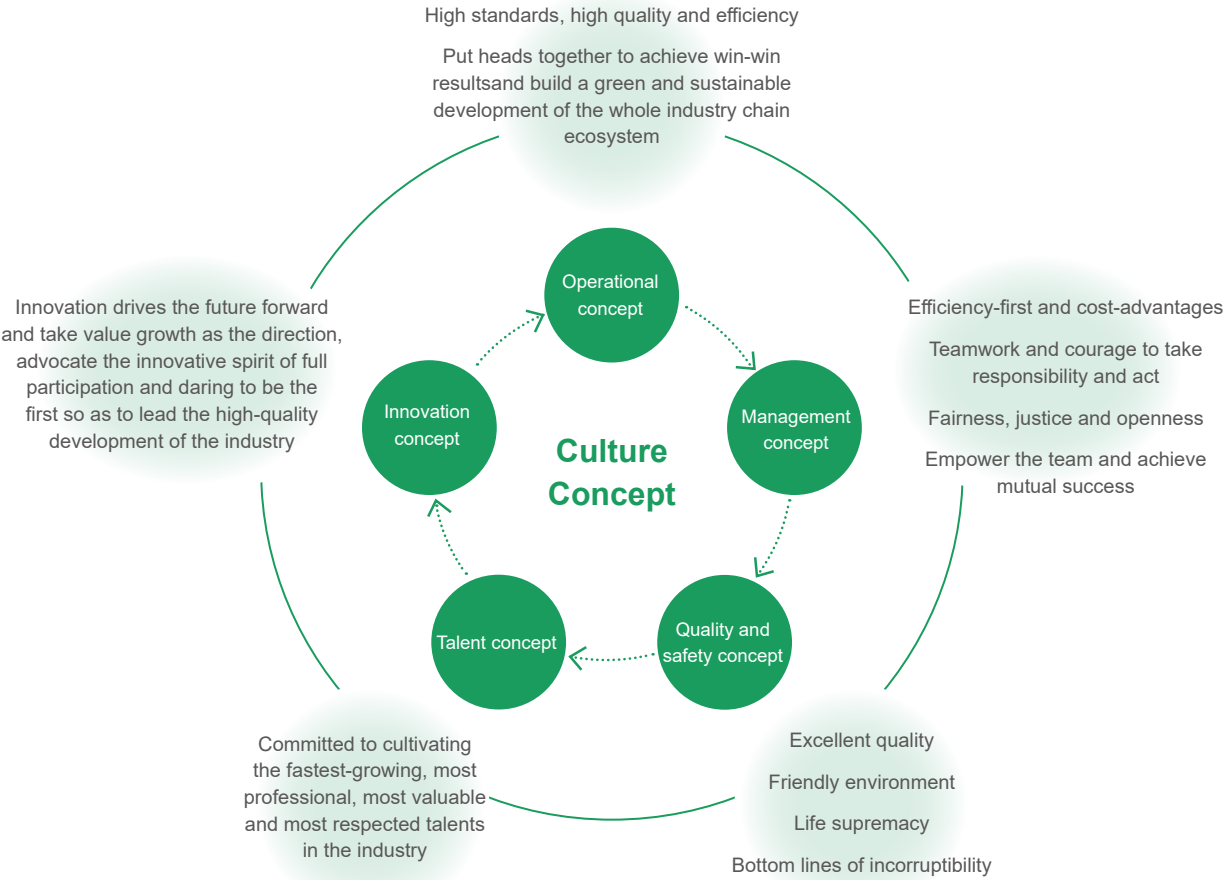 High standards, high quality and efficiency
Put heads together to achieve win-win
resultsand build a green and sustainable
development of the whole industry chain
ecosystem
Operational
concept
Innovation drives the future forward
and take value growth as the direction,
advocate the innovative spirit of full
participation and daring to be the
first so as to lead the high-quality
development of the industry
Efficiency-first and cost-advantages
Teamwork and courage to take
responsibility and act
Fairness, justice and openness
Empower the team and achieve
mutual success
Innovation
concept
Management
concept
Culture
Concept
Talent concept
Quality and
safety concept
Committed to cultivating
the fastest-growing, most
professional, most valuable
and most respected talents
in the industry
Excellent quality
Friendly environment
Life supremacy
Bottom lines of incorruptibility